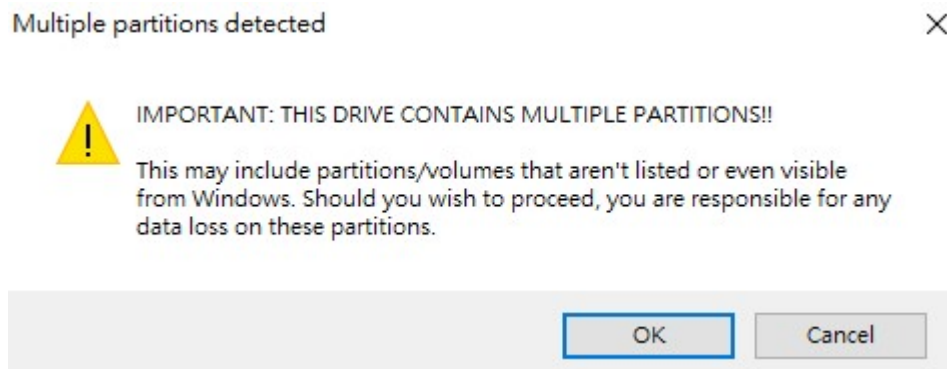 Multiple partitions detected
IMPORTANT: THIS DRIVE CONTAINS MULTIPLE PARTITIONS!!
This may include partitions/volumes that aren't listed or even visible
from Windows. Should you wish to proceed, you are responsible for any
data loss on these partitions.
OK
Cancel